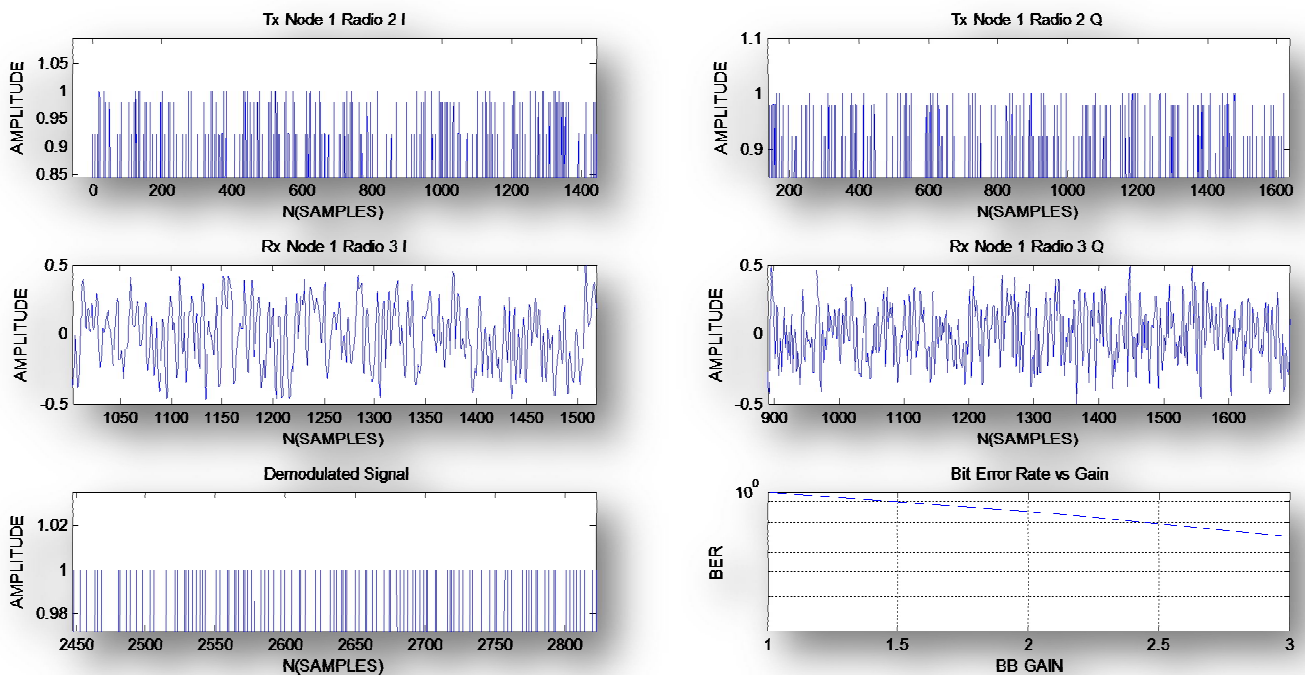 Tx Node 1 Radio 2 I
AMPLITUDE
1.05
1
0.95
0.9
0.85
0 200 400 600 800 1000 1200 1400
N(SAMPLES)
Tx Node 1 Radio 2 Q
AMPLITUDE
1.1
1
0.9
200 400 600 800 1000 1200 1400 1600
N(SAMPLES)
Rx Node 1 Radio 3 I
AMPLITUDE
0.5
0
-0.5
1050 1100 1150 1200 1250 1300 1350 1400 1450 1500
N(SAMPLES)
Rx Node 1 Radio 3 Q
AMPLITUDE
0.5
0
-0.5
900 1000 1100 1200 1300 1400 1500 1600
N(SAMPLES)
Demodulated Signal
AMPLITUDE
1.02
1
0.98
2450 2500 2550 2600 2650 2700 2750 2800
N(SAMPLES)
Bit Error Rate vs Gain
BER
10^0
1 1.5 2 2.5 3
BB GAIN